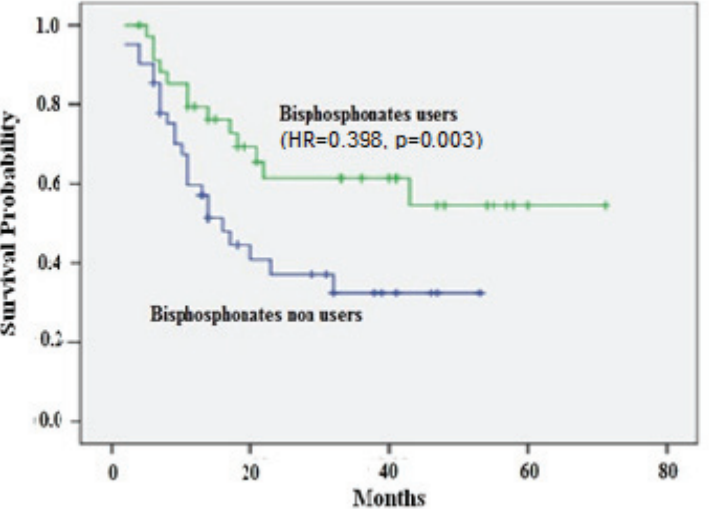 Survival Probability
1.0
0.8
0.6
0.4
0.2
0.0
Bisphosphonates users
(HR=0.398, p=0.003)
Bisphosphonates non users
0
20
40
60
80
Months